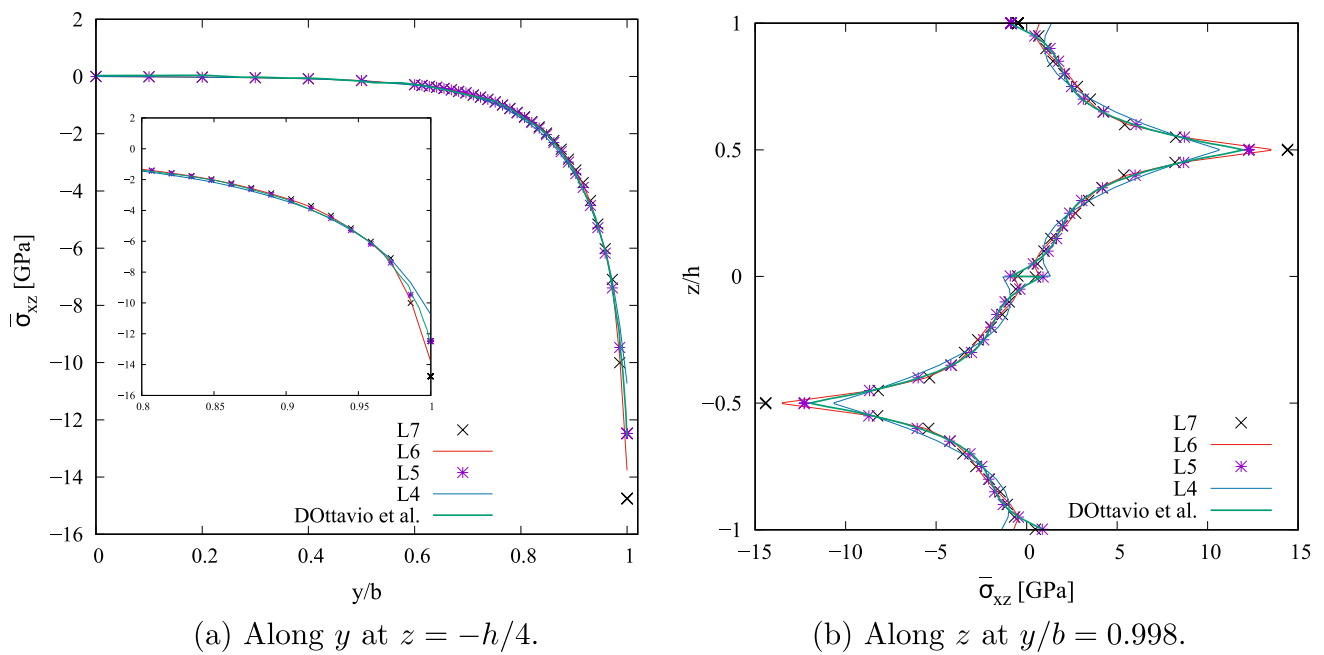 2
0
−2
−4
−6
−8
−10
−12
−14
−16
0
0.2
0.4
0.6
0.8
1
σ̅xz [GPa]
y/b
2
0
−2
−4
−6
−8
−10
−12
−14
−16
0.8
0.85
0.9
0.95
1
L7
L6
L5
L4
DOttavio et al.
(a) Along y at z = −h/4.
1
0.5
0
−0.5
−1
−15
−10
−5
0
5
10
15
z/h
σ̅xz [GPa]
L7
L6
L5
L4
DOttavio et al.
(b) Along z at y/b = 0.998.